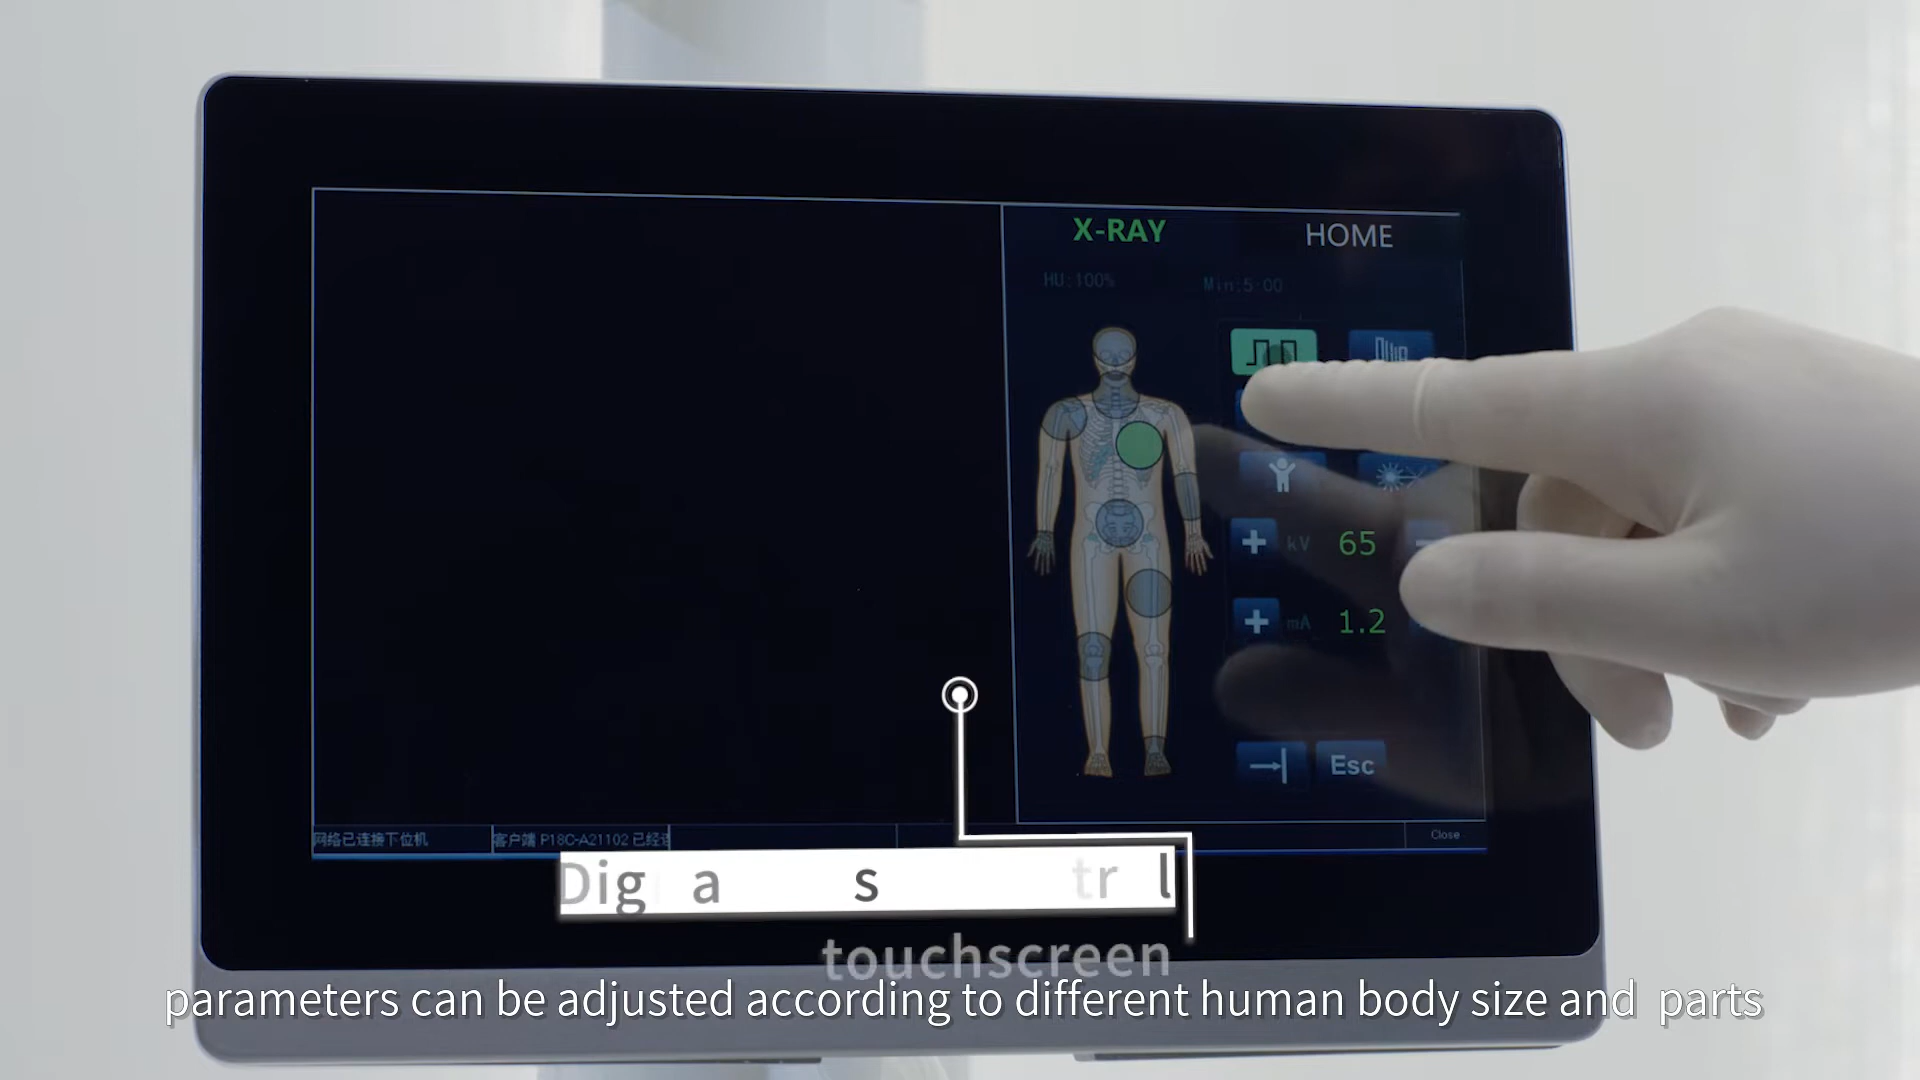 X-RAY HOME
HU:100% Min:5:00
kV 65
mA 1.2
Esc
网络已连接下位机 客户端 P18C-A21102 已经 Close
touchscreen
parameters can be adjusted according to different human body size and parts